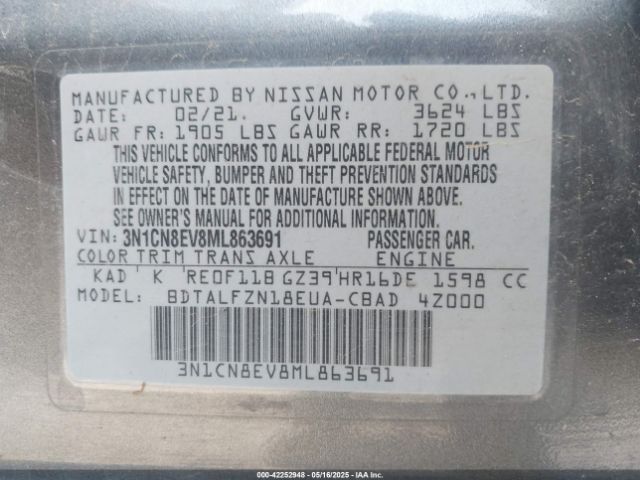 MANUFACTURED BY NISSAN MOTOR CO.,LTD.
DATE: 02/21. GVWR: 3624 LBS
GAWR FR: 1905 LBS GAWR RR: 1720 LBS
THIS VEHICLE CONFORMS TO ALL APPLICABLE FEDERAL MOTOR
VEHICLE SAFETY, BUMPER AND THEFT PREVENTION STANDARDS
IN EFFECT ON THE DATE OF MANUFACTURE SHOWN ABOVE.
SEE OWNER'S MANUAL FOR ADDITIONAL INFORMATION.
VIN: 3N1CN8EV8ML863691 PASSENGER CAR.
COLOR TRIM TRANS AXLE ENGINE
KAD K RE0F11B GZ39 HR16DE 1598 CC
MODEL: BDTALFZN18EUA-CBAD 4Z000
3N1CN8EV8ML863691
000-42252948 - 05/16/2025 - Copyright IAA, Inc.